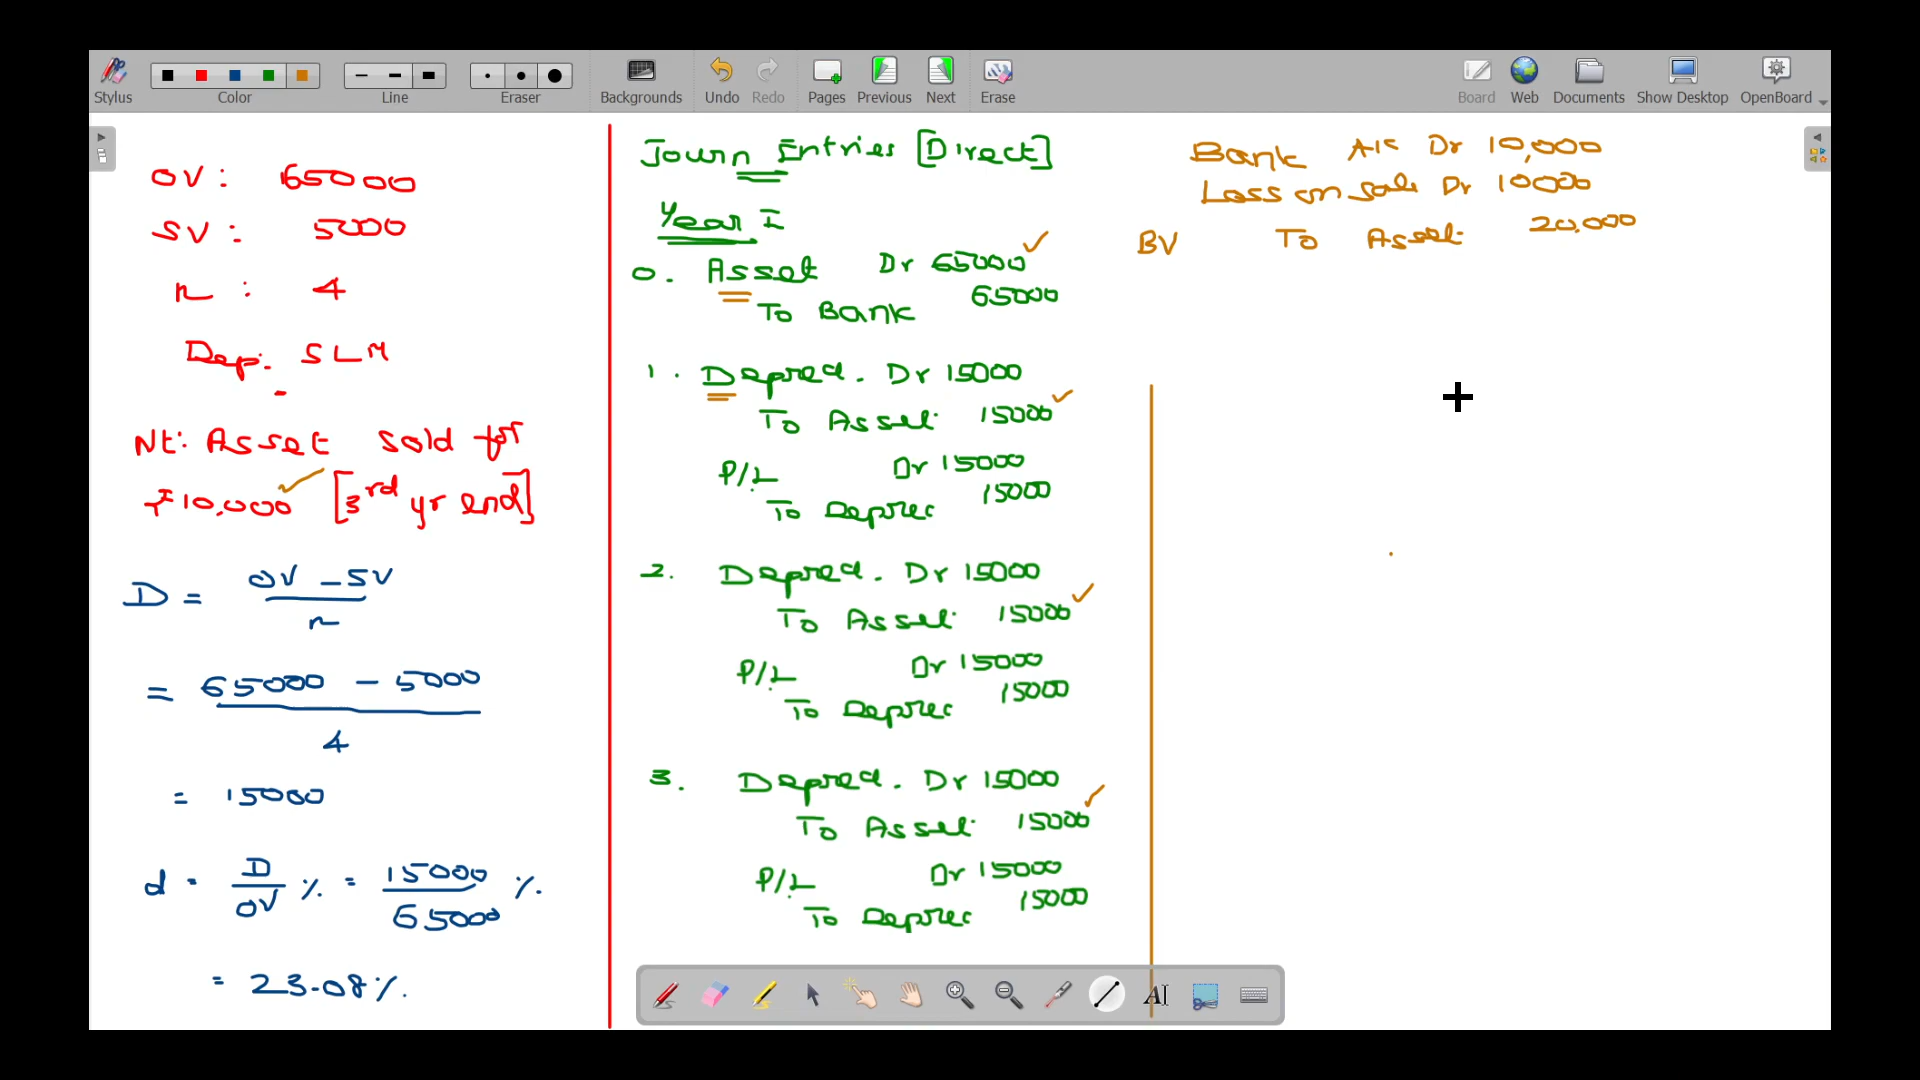 Stylus
Color
Line
Eraser
Backgrounds
Undo
Redo
Pages
Previous
Next
Erase
Board
Web
Documents
Show Desktop
OpenBoard
OV : 65000
SV : 5000
n : 4
Dep. SLM
Nt: Asset sold for
₹10,000 [3rd yr end]
D = OV - SV
n
= 65000 - 5000
4
= 15000
d = D/OV % = 15000/65000 %.
= 23.08%.
Journ Entries [Direct]
Year I
0. Asset Dr 65000
To Bank 65000
1. Depred. Dr 15000
To Asset 15000
P/L Dr 15000
To Deprec 15000
2. Depred. Dr 15000
To Asset 15000
P/L Dr 15000
To Deprec 15000
3. Depred. Dr 15000
To Asset 15000
P/L Dr 15000
To Deprec 15000
Bank A/c Dr 10,000
Loss on sale Dr 10000
BV To Asset 20,000